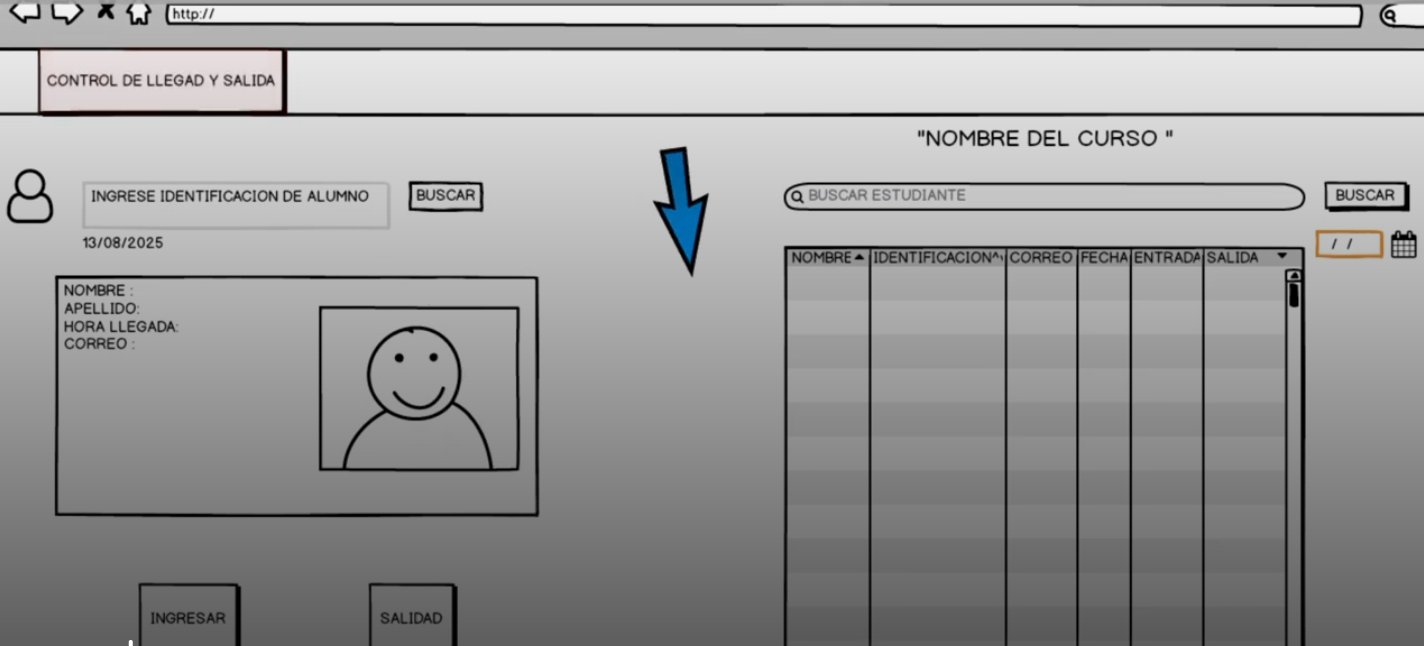 http://
CONTROL DE LLEGAD Y SALIDA
"NOMBRE DEL CURSO "
INGRESE IDENTIFICACION DE ALUMNO
BUSCAR
13/08/2025
NOMBRE :
APELLIDO:
HORA LLEGADA:
CORREO :
INGRESAR
SALIDAD
BUSCAR ESTUDIANTE
BUSCAR
/ /
NOMBRE IDENTIFICACION CORREO FECHA ENTRADA SALIDA